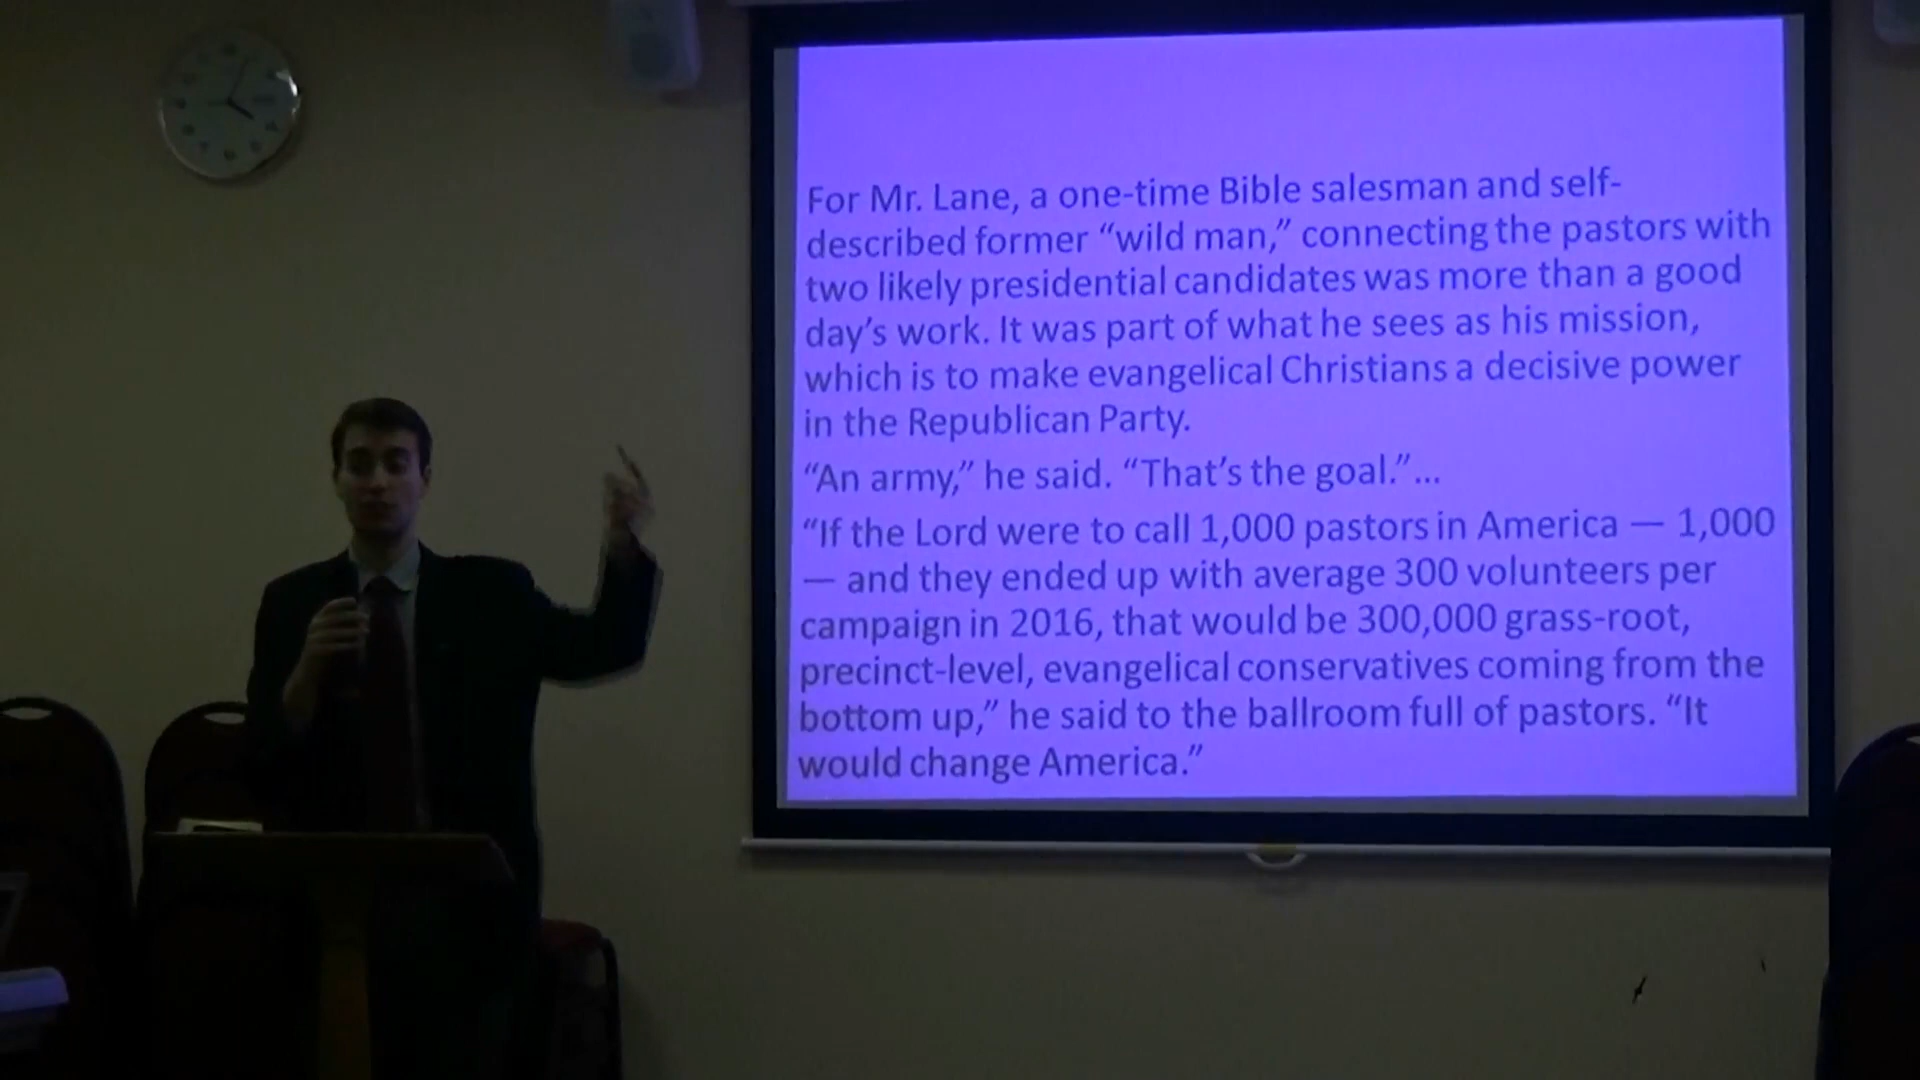 For Mr. Lane, a one-time Bible salesman and self-
described former “wild man,” connecting the pastors with
two likely presidential candidates was more than a good
day’s work. It was part of what he sees as his mission,
which is to make evangelical Christians a decisive power
in the Republican Party.
“An army,” he said. “That’s the goal.”...
“If the Lord were to call 1,000 pastors in America — 1,000
— and they ended up with average 300 volunteers per
campaign in 2016, that would be 300,000 grass-root,
precinct-level, evangelical conservatives coming from the
bottom up,” he said to the ballroom full of pastors. “It
would change America.”